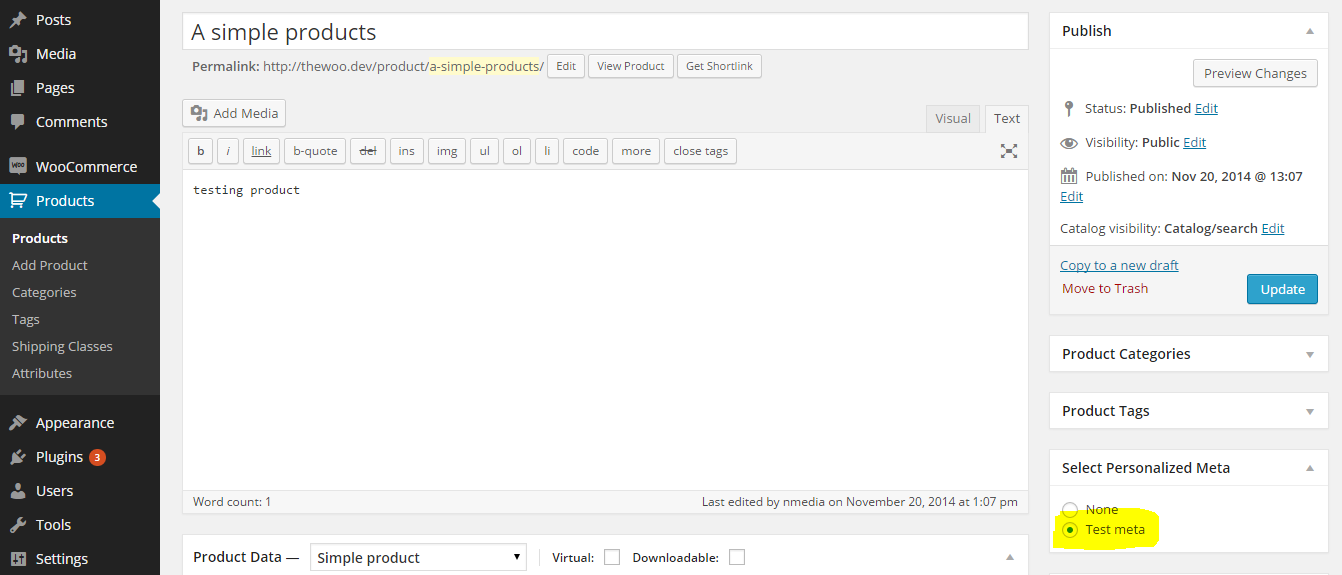 Posts
Media
Pages
Comments
WOO WooCommerce
Products
Products
Add Product
Categories
Tags
Shipping Classes
Attributes
Appearance
Plugins 3
Users
Tools
Settings
A simple products
Permalink: http://thewoo.dev/product/a-simple-products/ Edit View Product Get Shortlink
Add Media
Visual Text
b i link b-quote del ins img ul ol li code more close tags
testing product
Word count: 1 Last edited by nmedia on November 20, 2014 at 1:07 pm
Product Data — Simple product Virtual: Downloadable:
Publish
Preview Changes
Status: Published Edit
Visibility: Public Edit
Published on: Nov 20, 2014 @ 13:07
Edit
Catalog visibility: Catalog/search Edit
Copy to a new draft
Move to Trash
Update
Product Categories
Product Tags
Select Personalized Meta
None
Test meta